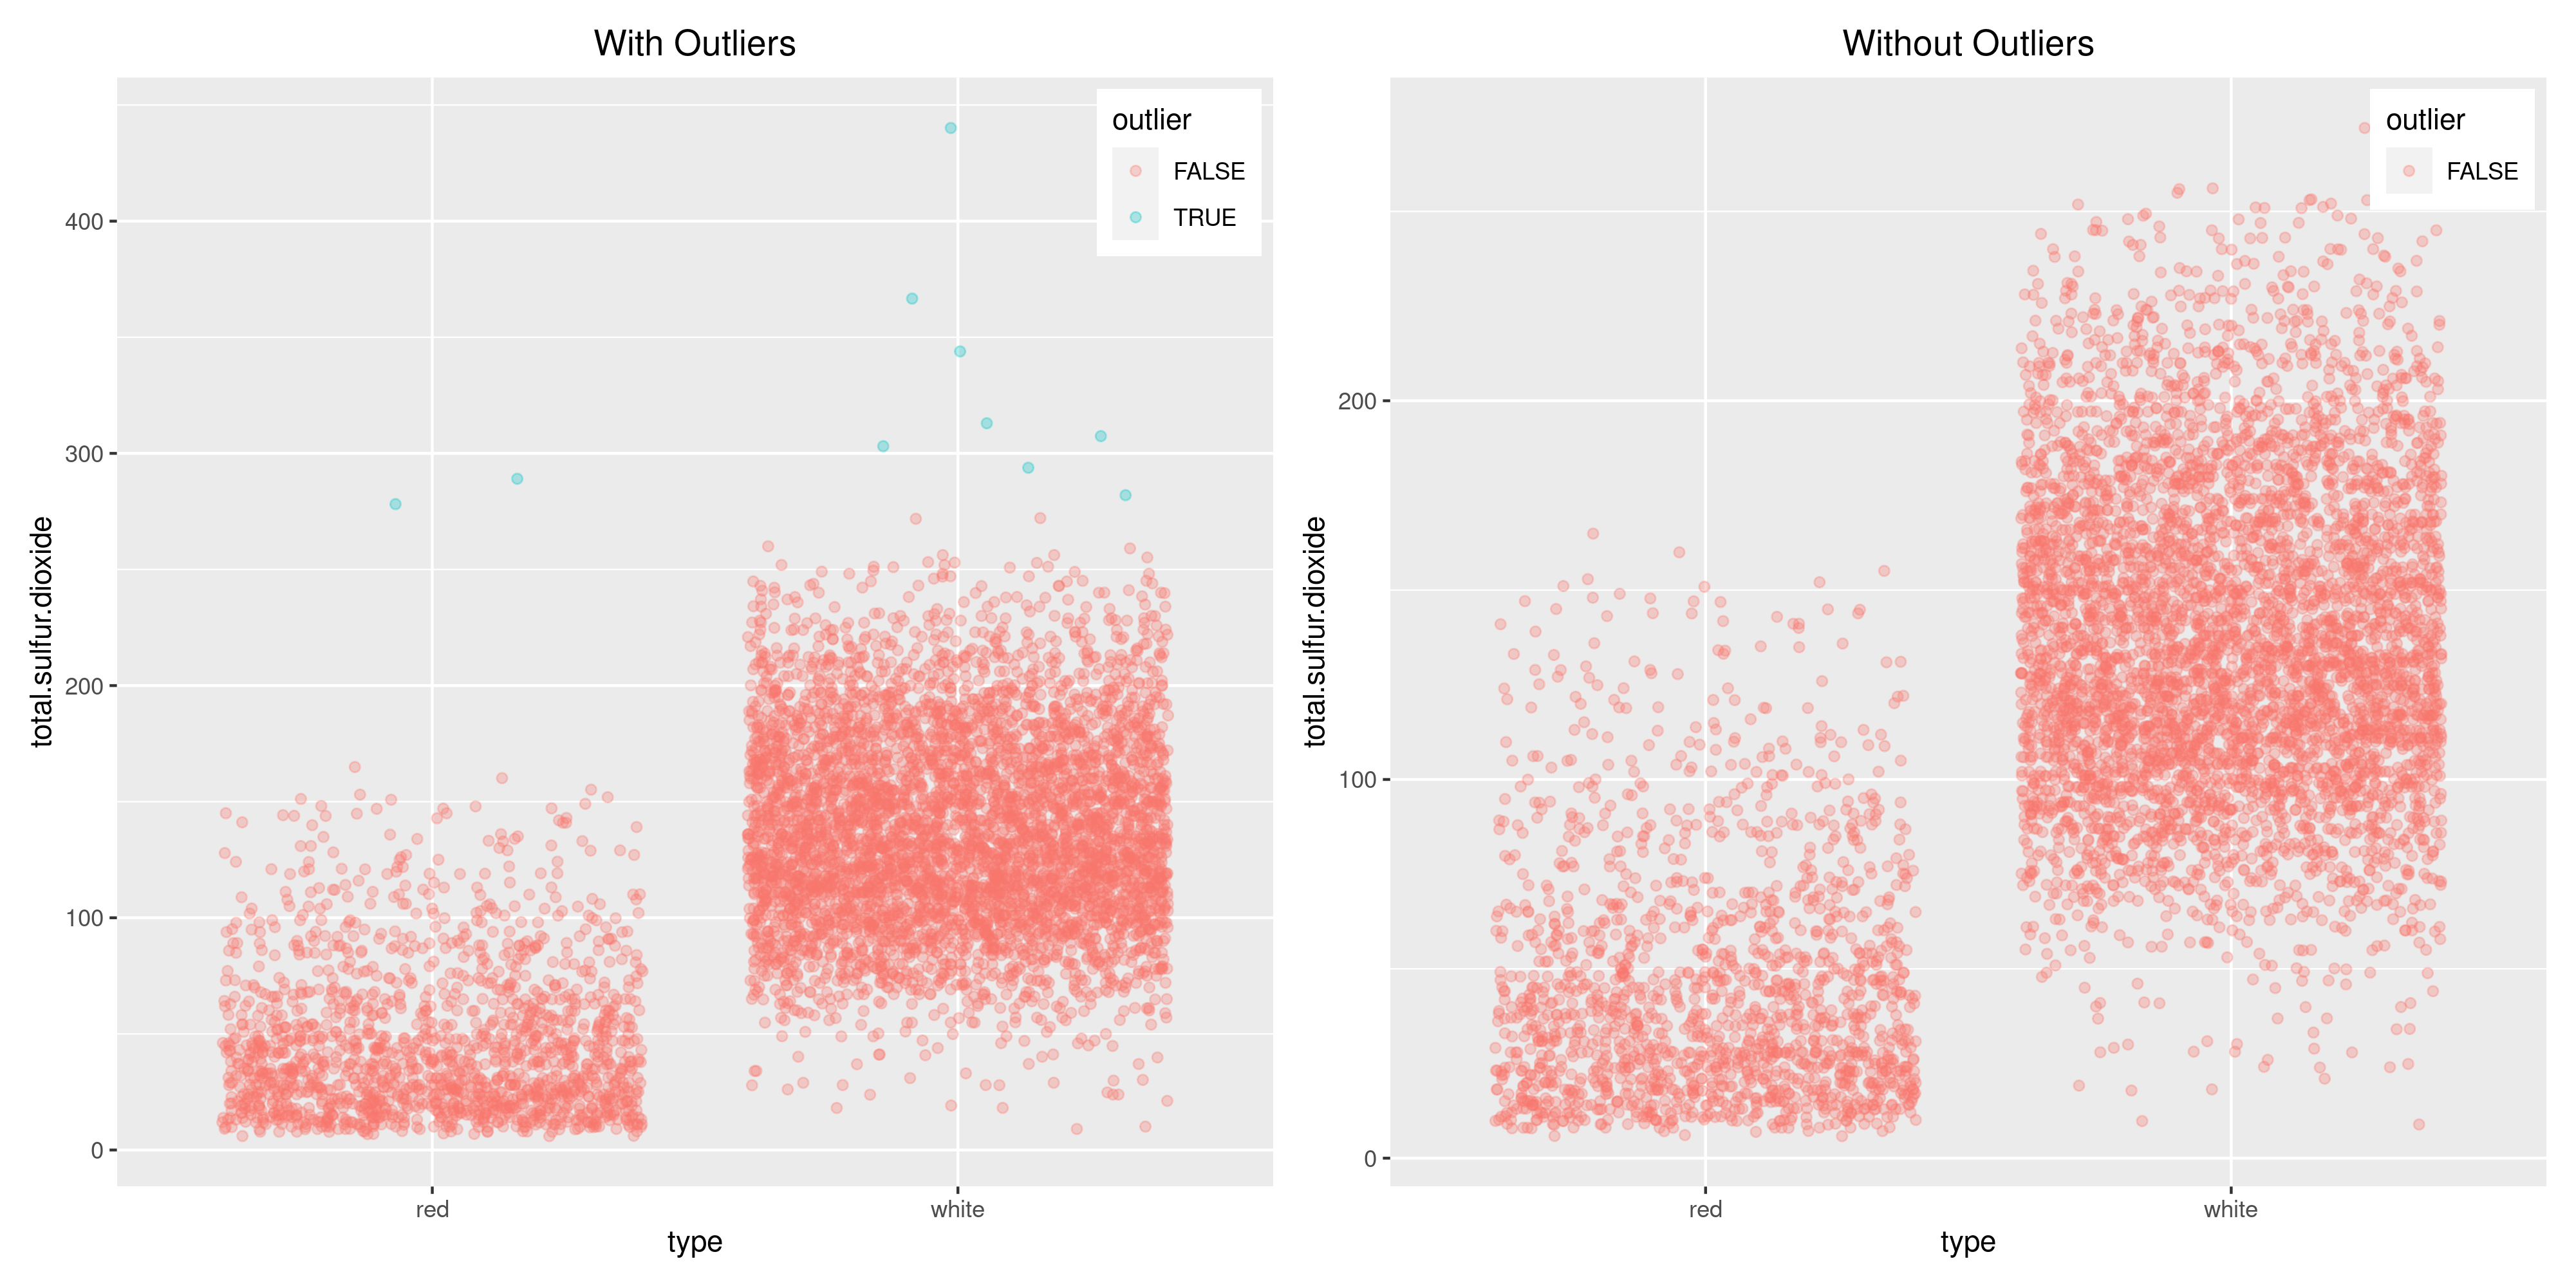 With Outliers
outlier
FALSE
TRUE
400
300
200
100
0
total.sulfur.dioxide
red
white
type
Without Outliers
outlier
FALSE
200
100
0
total.sulfur.dioxide
red
white
type